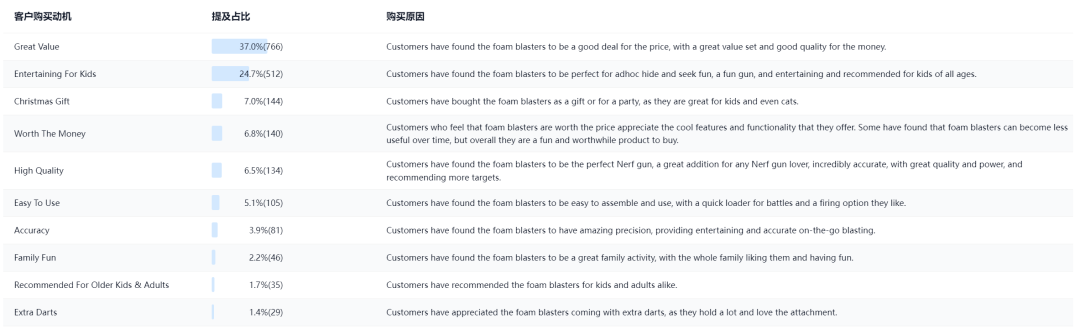 客户购买动机 提及占比 购买原因
Great Value 37.0%(766) Customers have found the foam blasters to be a good deal for the price, with a great value set and good quality for the money.
Entertaining For Kids 24.7%(512) Customers have found the foam blasters to be perfect for adhoc hide and seek fun, a fun gun, and entertaining and recommended for kids of all ages.
Christmas Gift 7.0%(144) Customers have bought the foam blasters as a gift or for a party, as they are great for kids and even cats.
Worth The Money 6.8%(140) Customers who feel that foam blasters are worth the price appreciate the cool features and functionality that they offer. Some have found that foam blasters can become less
useful over time, but overall they are a fun and worthwhile product to buy.
High Quality 6.5%(134) Customers have found the foam blasters to be the perfect Nerf gun, a great addition for any Nerf gun lover, incredibly accurate, with great quality and power, and
recommending more targets.
Easy To Use 5.1%(105) Customers have found the foam blasters to be easy to assemble and use, with a quick loader for battles and a firing option they like.
Accuracy 3.9%(81) Customers have found the foam blasters to have amazing precision, providing entertaining and accurate on-the-go blasting.
Family Fun 2.2%(46) Customers have found the foam blasters to be a great family activity, with the whole family liking them and having fun.
Recommended For Older Kids & Adults 1.7%(35) Customers have recommended the foam blasters for kids and adults alike.
Extra Darts 1.4%(29) Customers have appreciated the foam blasters coming with extra darts, as they hold a lot and love the attachment.